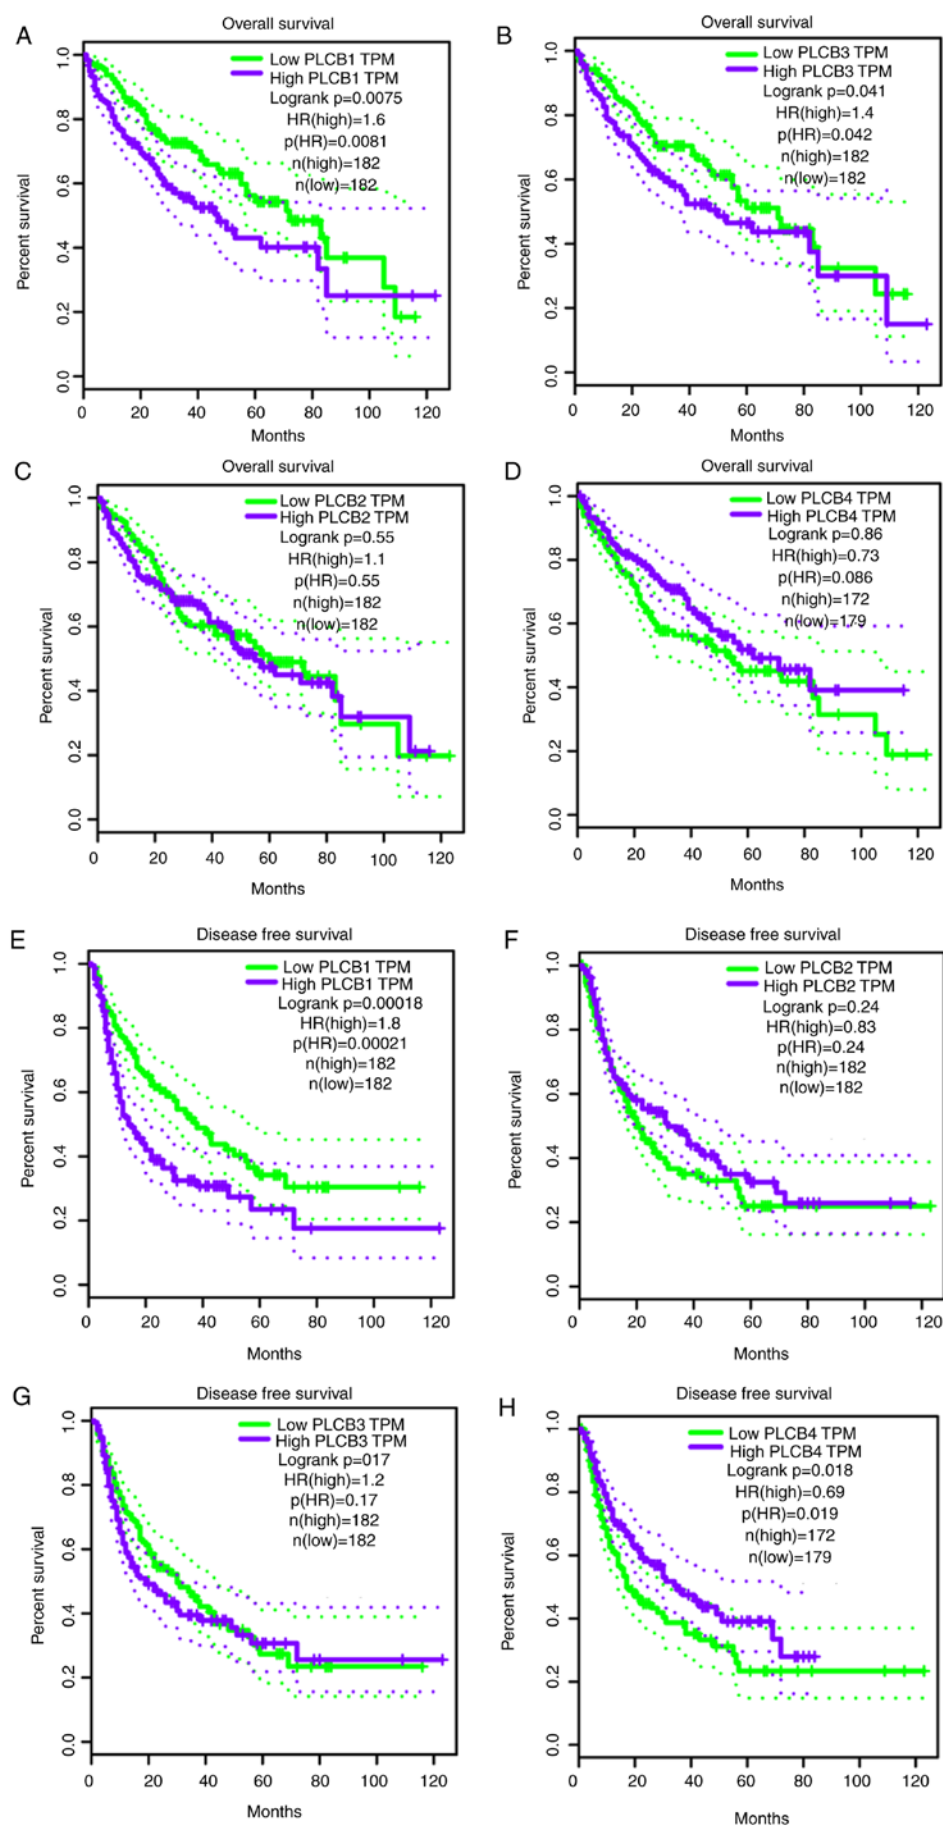 A
Overall survival
Low PLCB1 TPM
High PLCB1 TPM
Logrank p=0.0075
HR(high)=1.6
p(HR)=0.0081
n(high)=182
n(low)=182
Percent survival
0.0 0.2 0.4 0.6 0.8 1.0
0 20 40 60 80 100 120
Months
B
Overall survival
Low PLCB3 TPM
High PLCB3 TPM
Logrank p=0.041
HR(high)=1.4
p(HR)=0.042
n(high)=182
n(low)=182
Percent survival
0.0 0.2 0.4 0.6 0.8 1.0
0 20 40 60 80 100 120
Months
C
Overall survival
Low PLCB2 TPM
High PLCB2 TPM
Logrank p=0.55
HR(high)=1.1
p(HR)=0.55
n(high)=182
n(low)=182
Percent survival
0.0 0.2 0.4 0.6 0.8 1.0
0 20 40 60 80 100 120
Months
D
Overall survival
Low PLCB4 TPM
High PLCB4 TPM
Logrank p=0.86
HR(high)=0.73
p(HR)=0.086
n(high)=172
n(low)=179
Percent survival
0.0 0.2 0.4 0.6 0.8 1.0
0 20 40 60 80 100 120
Months
E
Disease free survival
Low PLCB1 TPM
High PLCB1 TPM
Logrank p=0.00018
HR(high)=1.8
p(HR)=0.00021
n(high)=182
n(low)=182
Percent survival
0.0 0.2 0.4 0.6 0.8 1.0
0 20 40 60 80 100 120
Months
F
Disease free survival
Low PLCB2 TPM
High PLCB2 TPM
Logrank p=0.24
HR(high)=0.83
p(HR)=0.24
n(high)=182
n(low)=182
Percent survival
0.0 0.2 0.4 0.6 0.8 1.0
0 20 40 60 80 100 120
Months
G
Disease free survival
Low PLCB3 TPM
High PLCB3 TPM
Logrank p=017
HR(high)=1.2
p(HR)=0.17
n(high)=182
n(low)=182
Percent survival
0.0 0.2 0.4 0.6 0.8 1.0
0 20 40 60 80 100 120
Months
H
Disease free survival
Low PLCB4 TPM
High PLCB4 TPM
Logrank p=0.018
HR(high)=0.69
p(HR)=0.019
n(high)=172
n(low)=179
Percent survival
0.0 0.2 0.4 0.6 0.8 1.0
0 20 40 60 80 100 120
Months